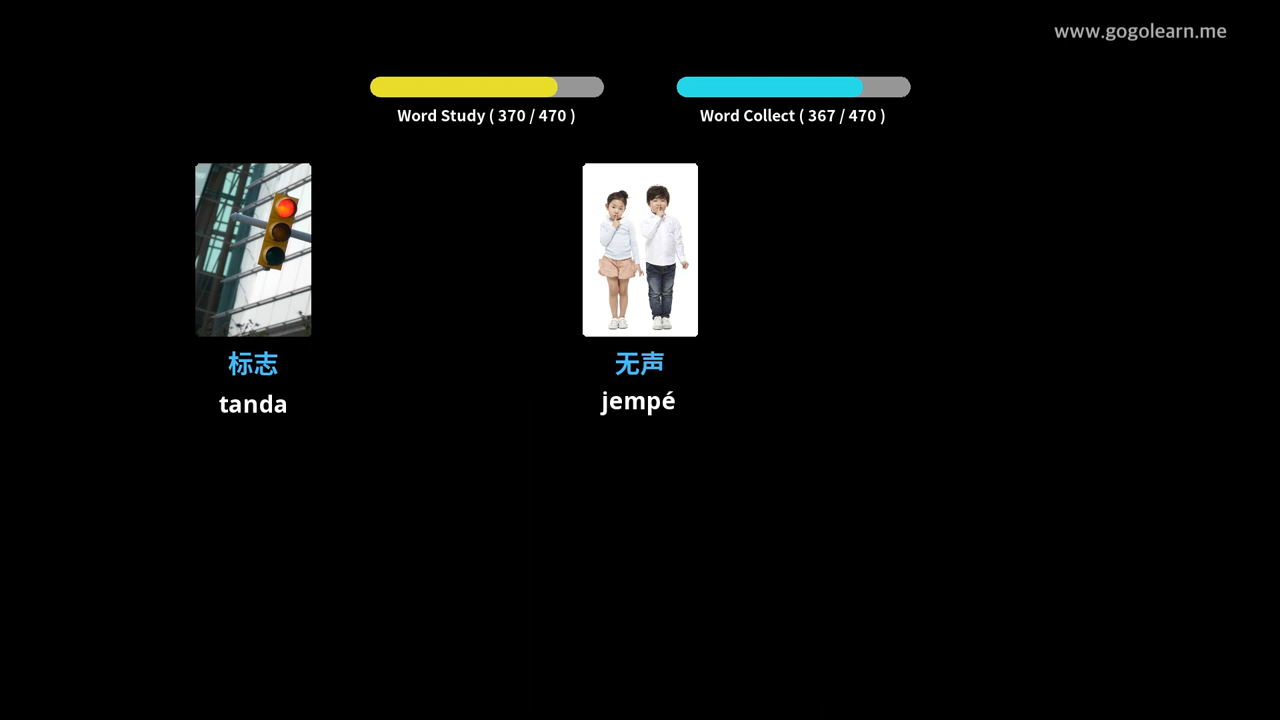 www.gogolearn.me
Word Study ( 370 / 470 )
Word Collect ( 367 / 470 )
标志
无声
tanda
jempé